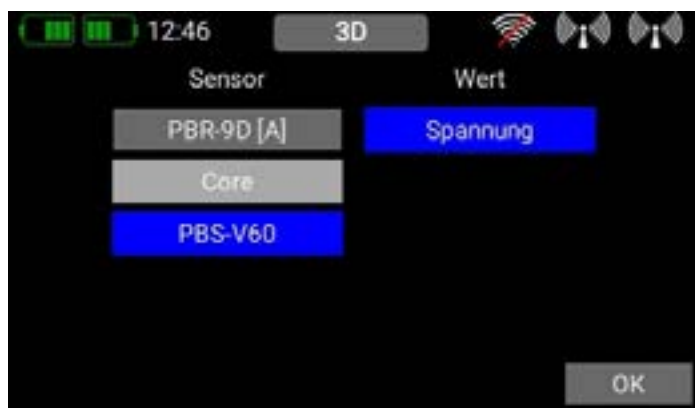 12:46 3D
Sensor Wert
PBR-9D [A] Spannung
Core
PBS-V60
OK